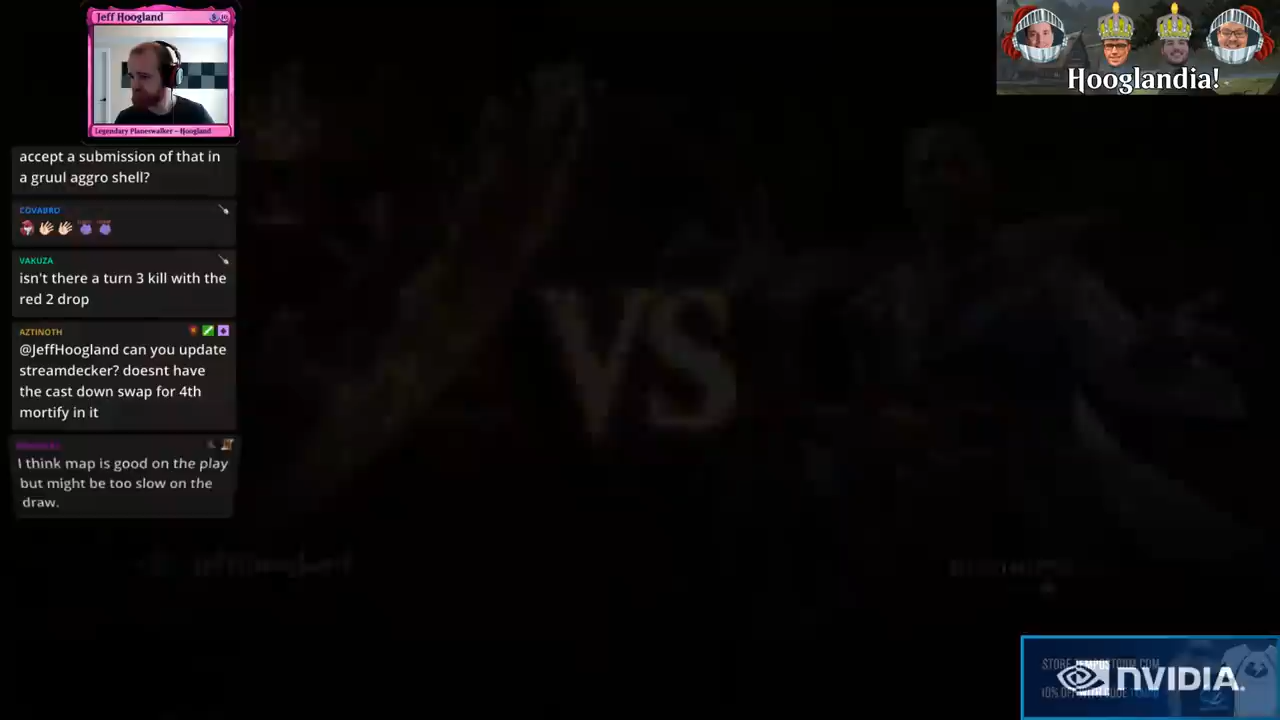 Jeff Hoogland
Legendary Planeswalker - Hoogland
Hooglandia!
accept a submission of that in
a gruul aggro shell?
COVABRO
VAKUZA
isn't there a turn 3 kill with the
red 2 drop
AZTINOTH
@JeffHoogland can you update
streamdecker? doesnt have
the cast down swap for 4th
mortify in it
I think map is good on the play
but might be too slow on the
draw.
VS
JeffHoogland
NVIDIA.